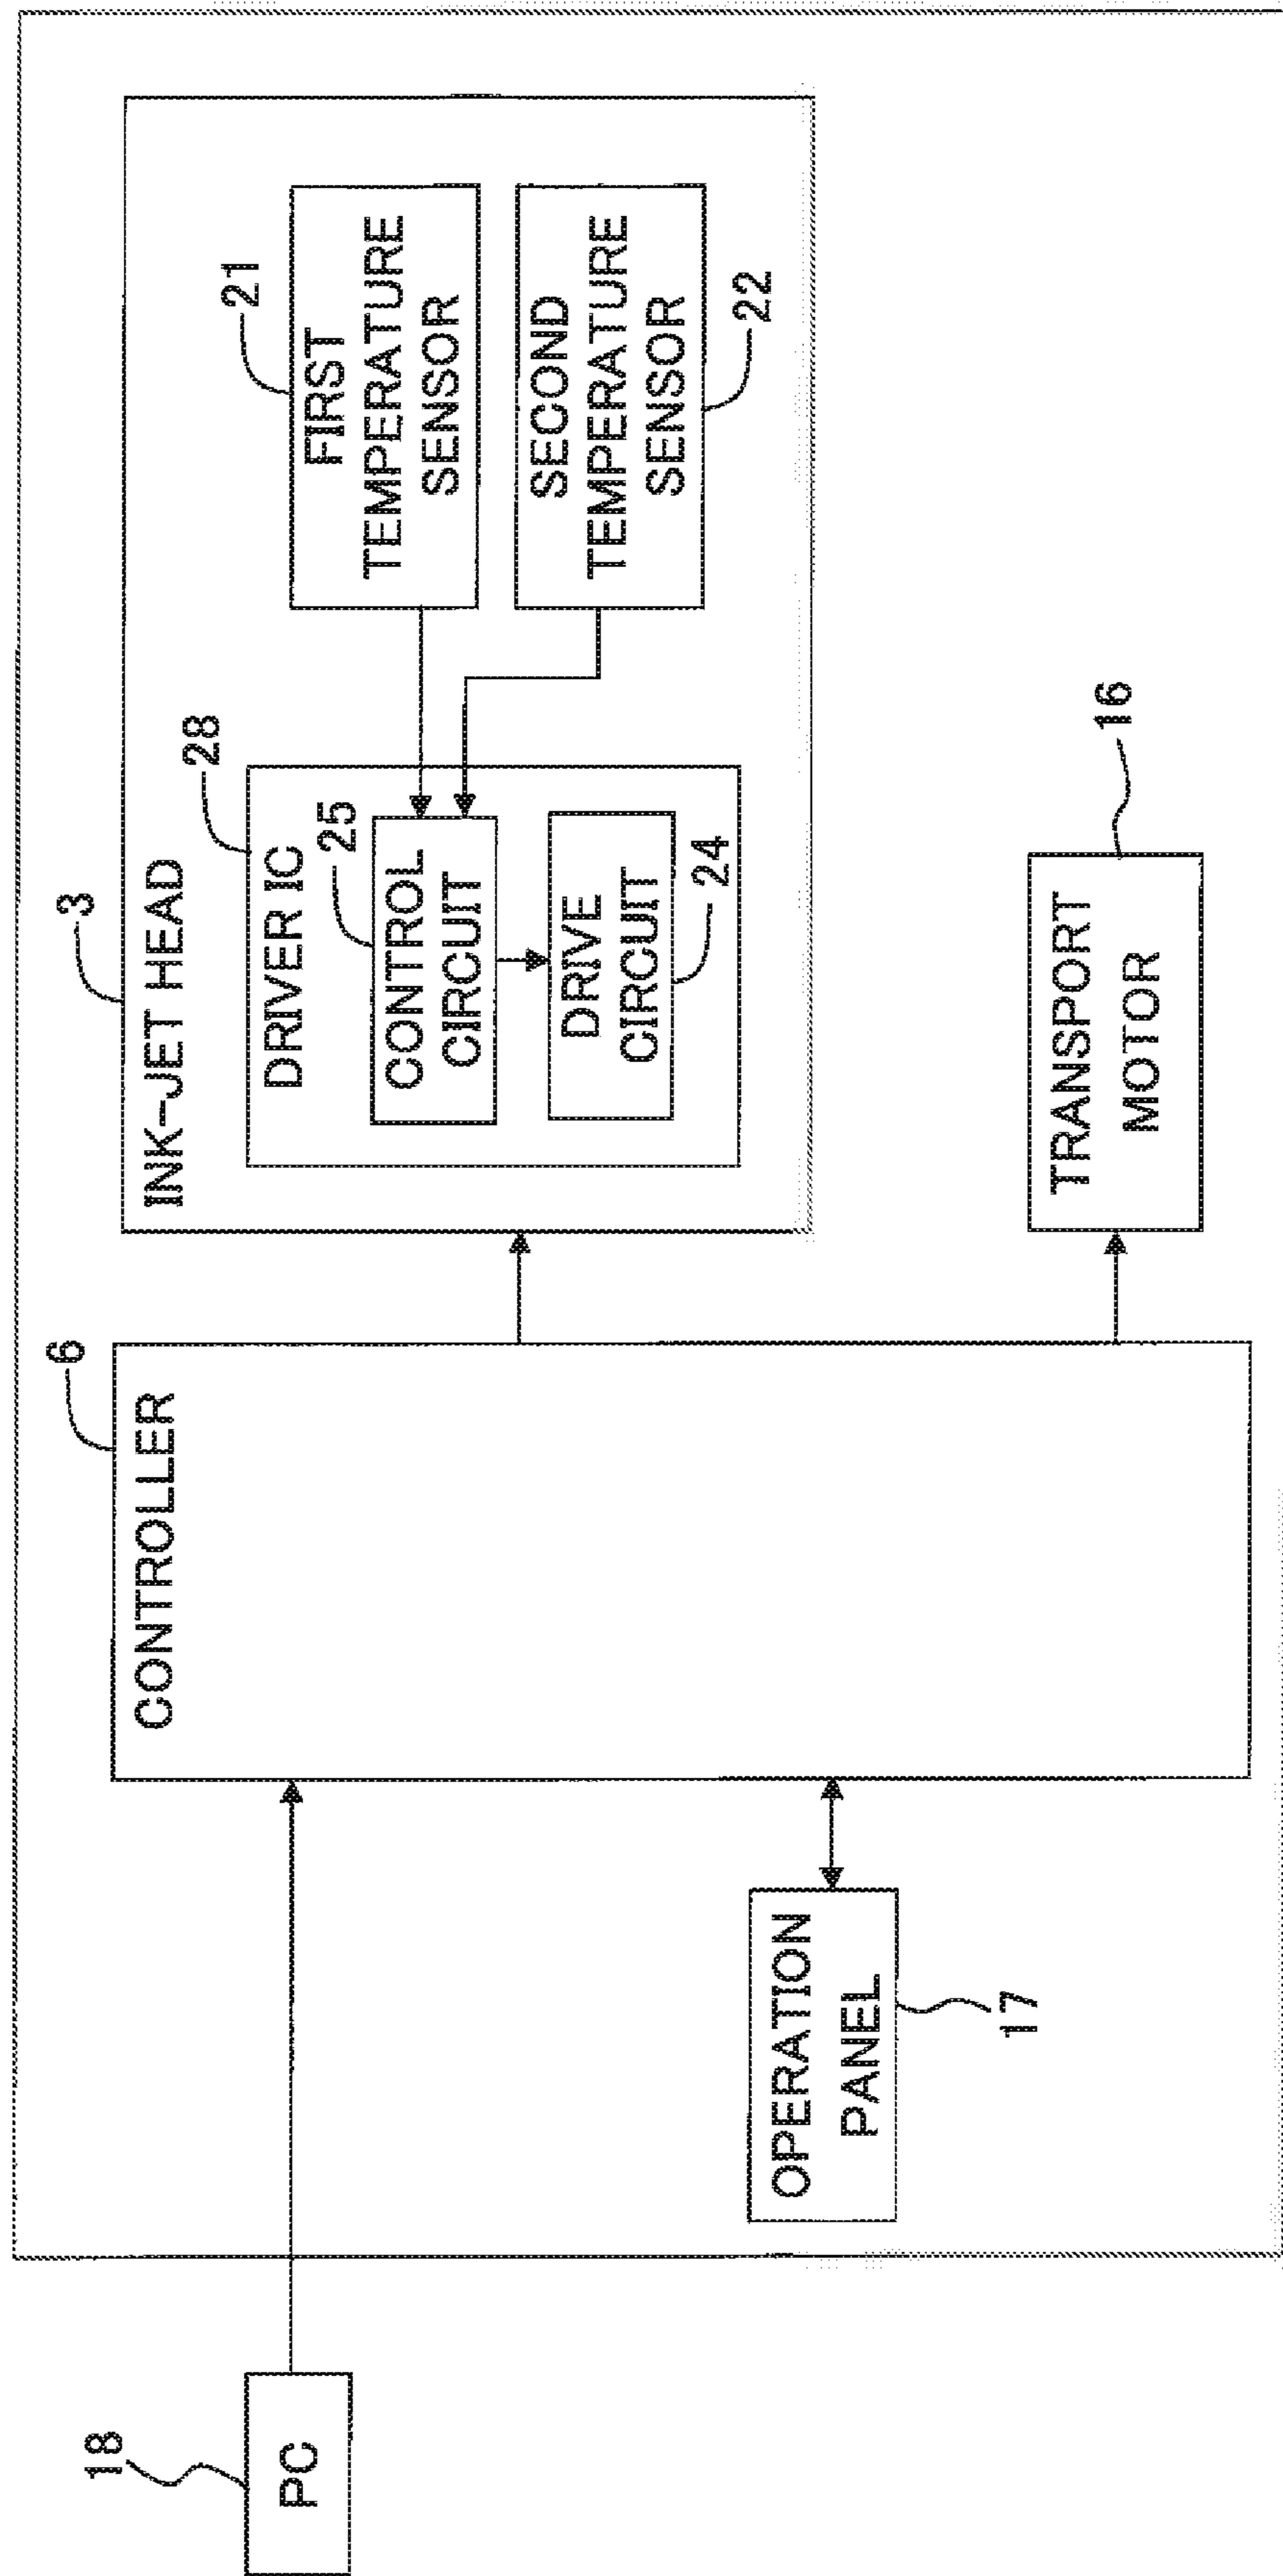 18
PC
6
CONTROLLER
OPERATION
PANEL
17
3
INK-JET HEAD
28
DRIVER IC
25
CONTROL
CIRCUIT
DRIVE
CIRCUIT
24
21
FIRST
TEMPERATURE
SENSOR
SECOND
TEMPERATURE
SENSOR
22
TRANSPORT
MOTOR
16